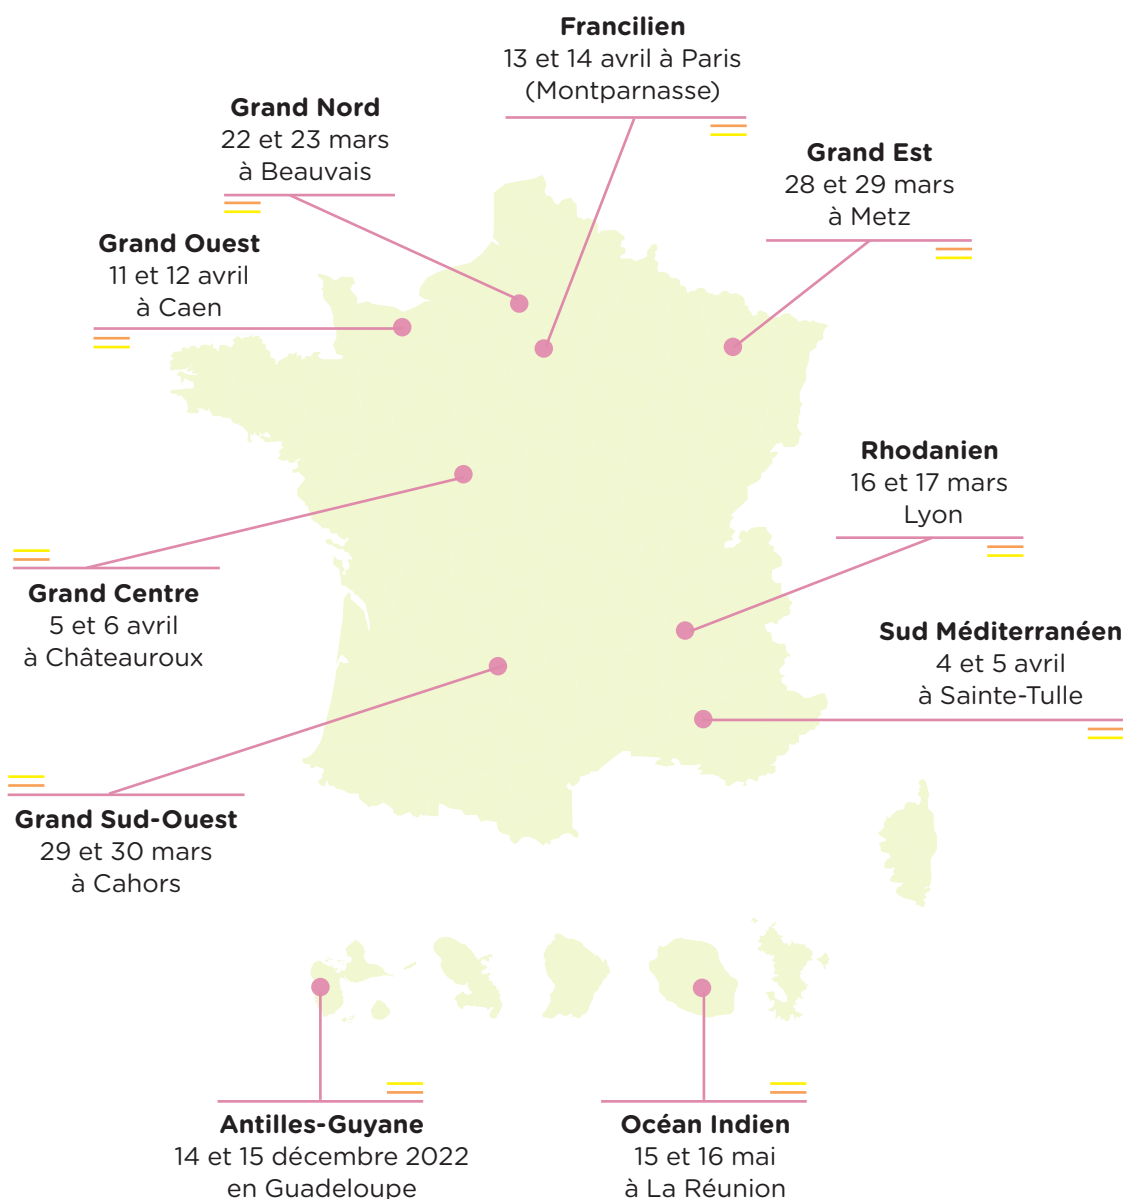 Francilien
13 et 14 avril à Paris
(Montparnasse)
Grand Nord
22 et 23 mars
à Beauvais
Grand Est
28 et 29 mars
à Metz
Grand Ouest
11 et 12 avril
à Caen
Rhodanien
16 et 17 mars
Lyon
Grand Centre
5 et 6 avril
à Châteauroux
Sud Méditerranéen
4 et 5 avril
à Sainte-Tulle
Grand Sud-Ouest
29 et 30 mars
à Cahors
Antilles-Guyane
14 et 15 décembre 2022
en Guadeloupe
Océan Indien
15 et 16 mai
à La Réunion